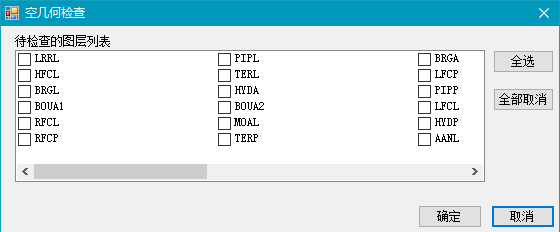 空几何检查
待检查的图层列表
LRRL PIPL BRGA
HFCL TERL LFCP
BRGL HYDA PIPP
BOUA1 BOUA2 LFCL
RFCL MOAL HYDP
RFCP TERP AANL
全选
全部取消
确定 取消